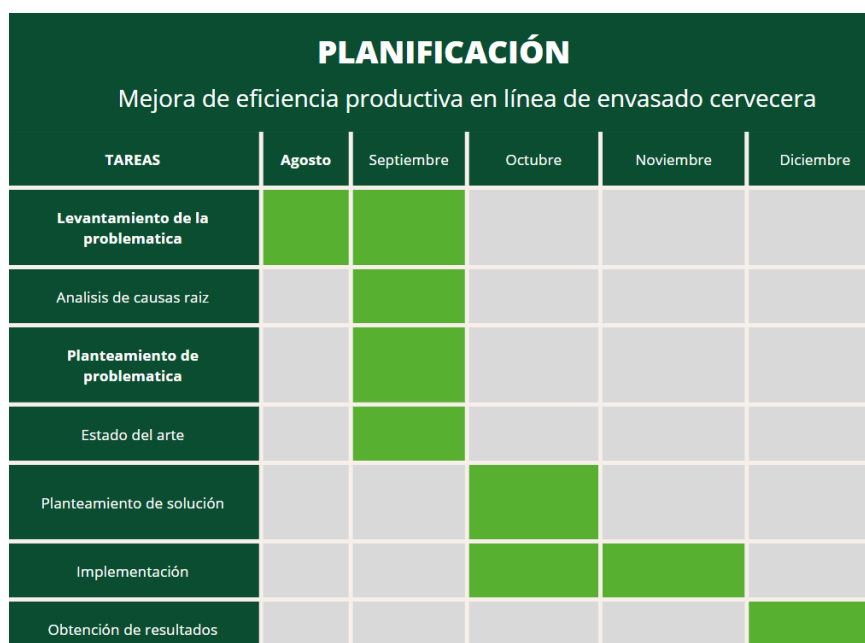 PLANIFICACIÓN
Mejora de eficiencia productiva en línea de envasado cervecera
TAREAS
Agosto
Septiembre
Octubre
Noviembre
Diciembre
Levantamiento de la
problematica
Analisis de causas raiz
Planteamiento de
problematica
Estado del arte
Planteamiento de solución
Implementación
Obtención de resultados